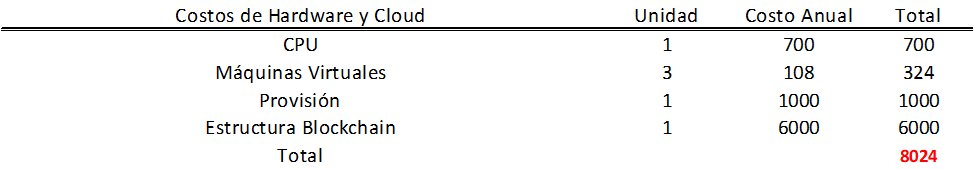 Costos de Hardware y Cloud Unidad Costo Anual Total
CPU 1 700 700
Máquinas Virtuales 3 108 324
Provisión 1 1000 1000
Estructura Blockchain 1 6000 6000
Total 8024